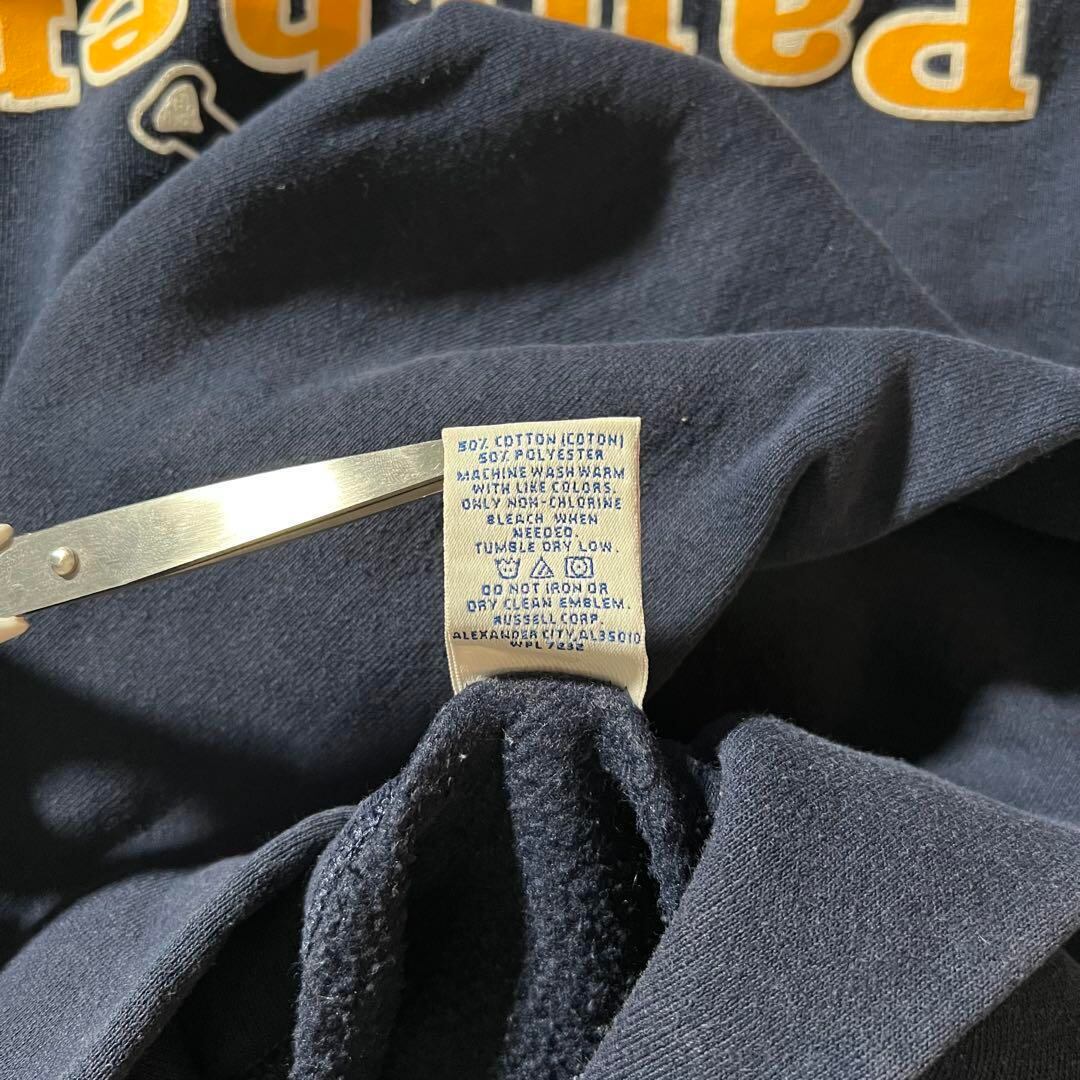 50% COTTON (COTON)
50% POLYESTER
MACHINE WASH WARM
WITH LIKE COLORS.
ONLY NON-CHLORINE
BLEACH WHEN
NEEDED.
TUMBLE DRY LOW.
DO NOT IRON OR
DRY CLEAN EMBLEM.
RUSSELL CORP.
ALEXANDER CITY, AL35010
WPL 7232